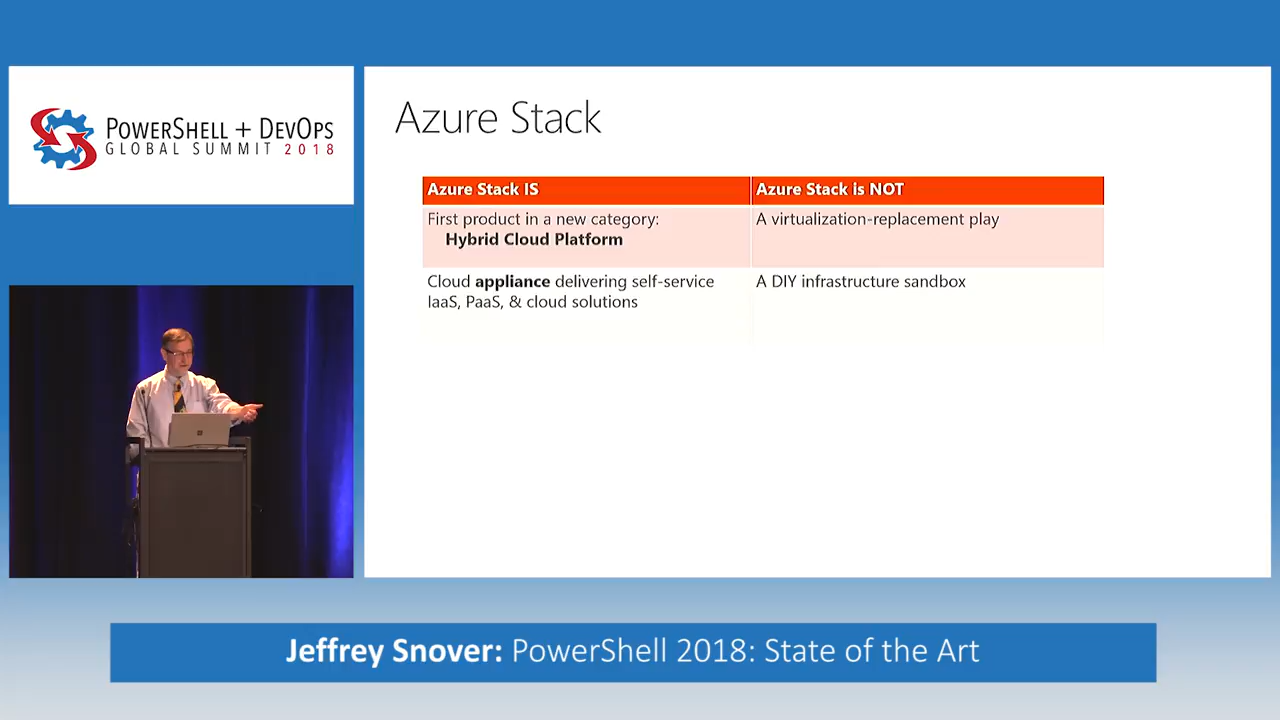 POWERSHELL + DEVOPS
GLOBAL SUMMIT 2018
Azure Stack
Azure Stack IS
Azure Stack is NOT
First product in a new category:
Hybrid Cloud Platform
A virtualization-replacement play
Cloud appliance delivering self-service
IaaS, PaaS, & cloud solutions
A DIY infrastructure sandbox
Jeffrey Snover: PowerShell 2018: State of the Art